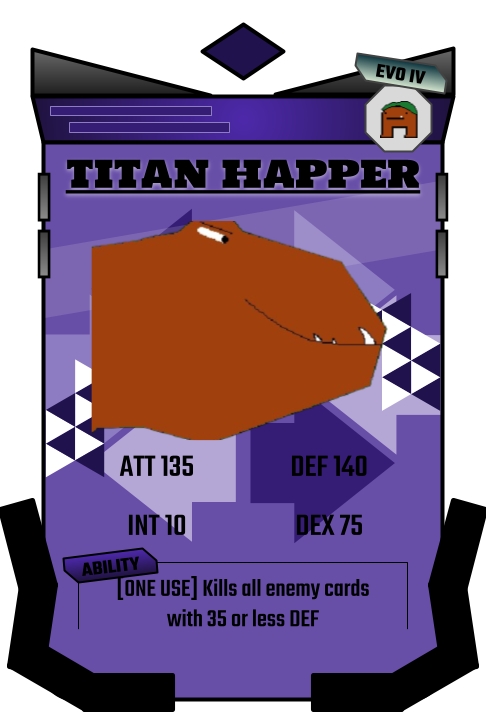 EVO IV
TITAN HAPPER
ATT 135
DEF 140
INT 10
DEX 75
ABILITY
[ONE USE] Kills all enemy cards
with 35 or less DEF